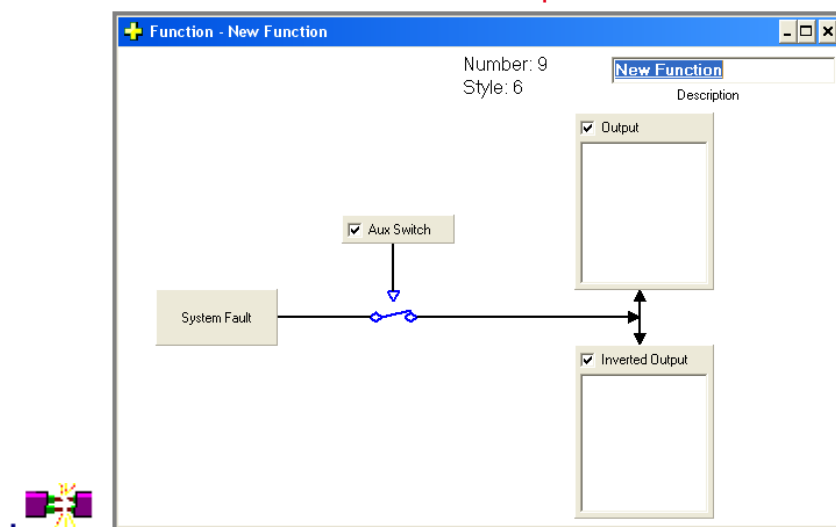 Function - New Function
Number: 9
Style: 6
New Function
Description
Output
Aux Switch
System Fault
Inverted Output